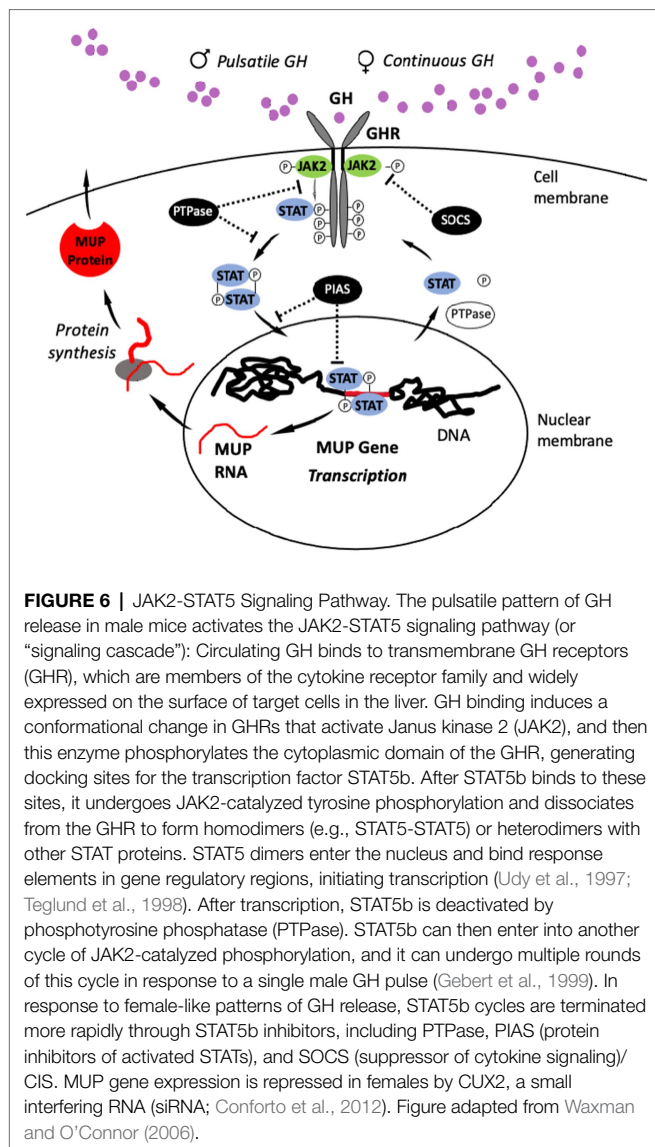 ♂ Pulsatile GH
♀ Continuous GH
GH
GHR
P
JAK2
JAK2
P
Cell
membrane
PTPase
STAT
P
P
P
P
P
P
SOCS
STAT P
P STAT
PIAS
STAT
P
PTPase
MUP
Protein
Protein
synthesis
STAT P
P STAT
DNA
Nuclear
membrane
MUP
RNA
MUP Gene
Transcription
FIGURE 6 | JAK2-STAT5 Signaling Pathway. The pulsatile pattern of GH
release in male mice activates the JAK2-STAT5 signaling pathway (or
“signaling cascade”): Circulating GH binds to transmembrane GH receptors
(GHR), which are members of the cytokine receptor family and widely
expressed on the surface of target cells in the liver. GH binding induces a
conformational change in GHRs that activate Janus kinase 2 (JAK2), and then
this enzyme phosphorylates the cytoplasmic domain of the GHR, generating
docking sites for the transcription factor STAT5b. After STAT5b binds to these
sites, it undergoes JAK2-catalyzed tyrosine phosphorylation and dissociates
from the GHR to form homodimers (e.g., STAT5-STAT5) or heterodimers with
other STAT proteins. STAT5 dimers enter the nucleus and bind response
elements in gene regulatory regions, initiating transcription (Udy et al., 1997;
Teglund et al., 1998). After transcription, STAT5b is deactivated by
phosphotyrosine phosphatase (PTPase). STAT5b can then enter into another
cycle of JAK2-catalyzed phosphorylation, and it can undergo multiple rounds
of this cycle in response to a single male GH pulse (Gebert et al., 1999). In
response to female-like patterns of GH release, STAT5b cycles are terminated
more rapidly through STAT5b inhibitors, including PTPase, PIAS (protein
inhibitors of activated STATs), and SOCS (suppressor of cytokine signaling)/
CIS. MUP gene expression is repressed in females by CUX2, a small
interfering RNA (siRNA; Conforto et al., 2012). Figure adapted from Waxman
and O’Connor (2006).